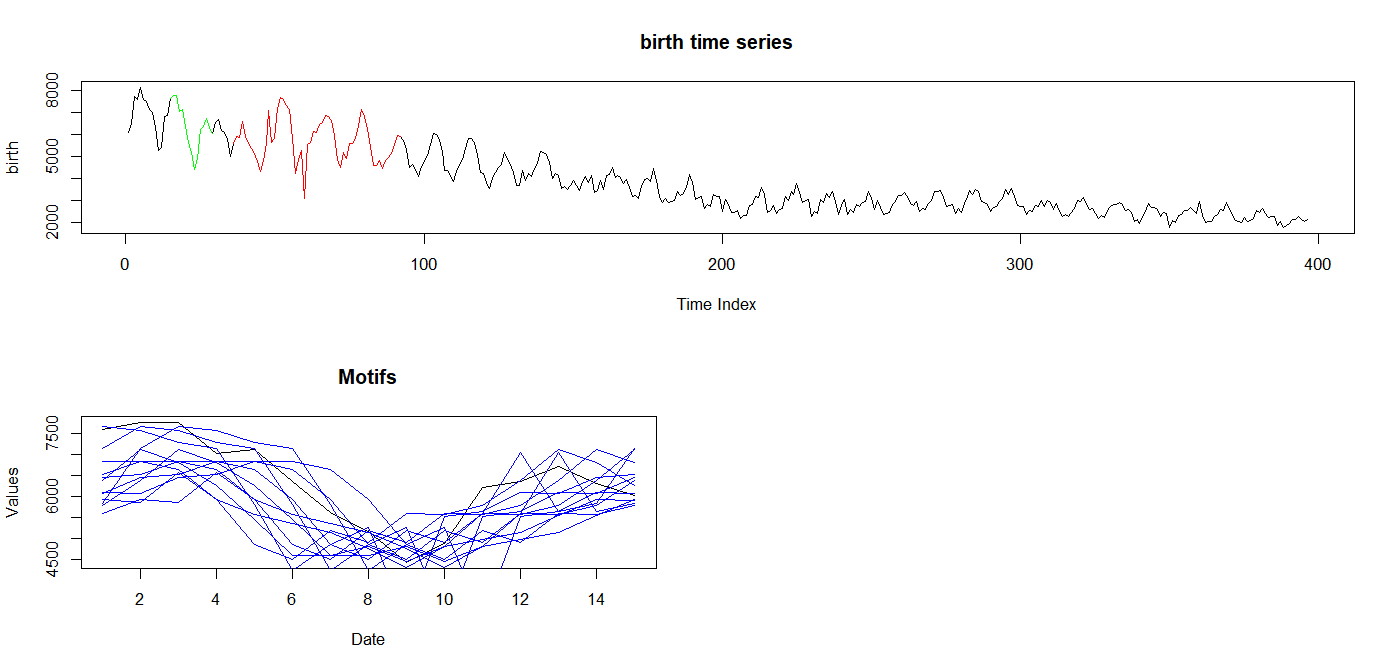 birth time series
8000
5000
2000
birth
0 100 200 300 400
Time Index
Motifs
7500
6000
4500
Values
2 4 6 8 10 12 14
Date